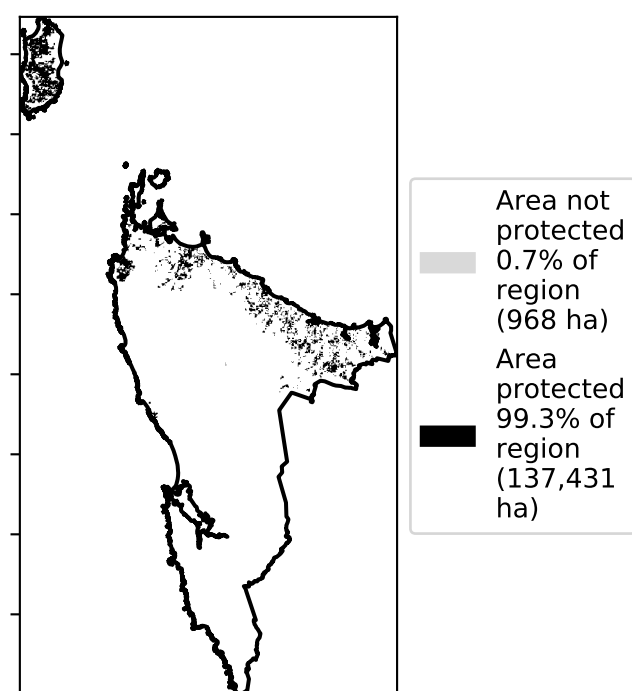 Area not
protected
0.7% of
region
(968 ha)
Area
protected
99.3% of
region
(137,431
ha)